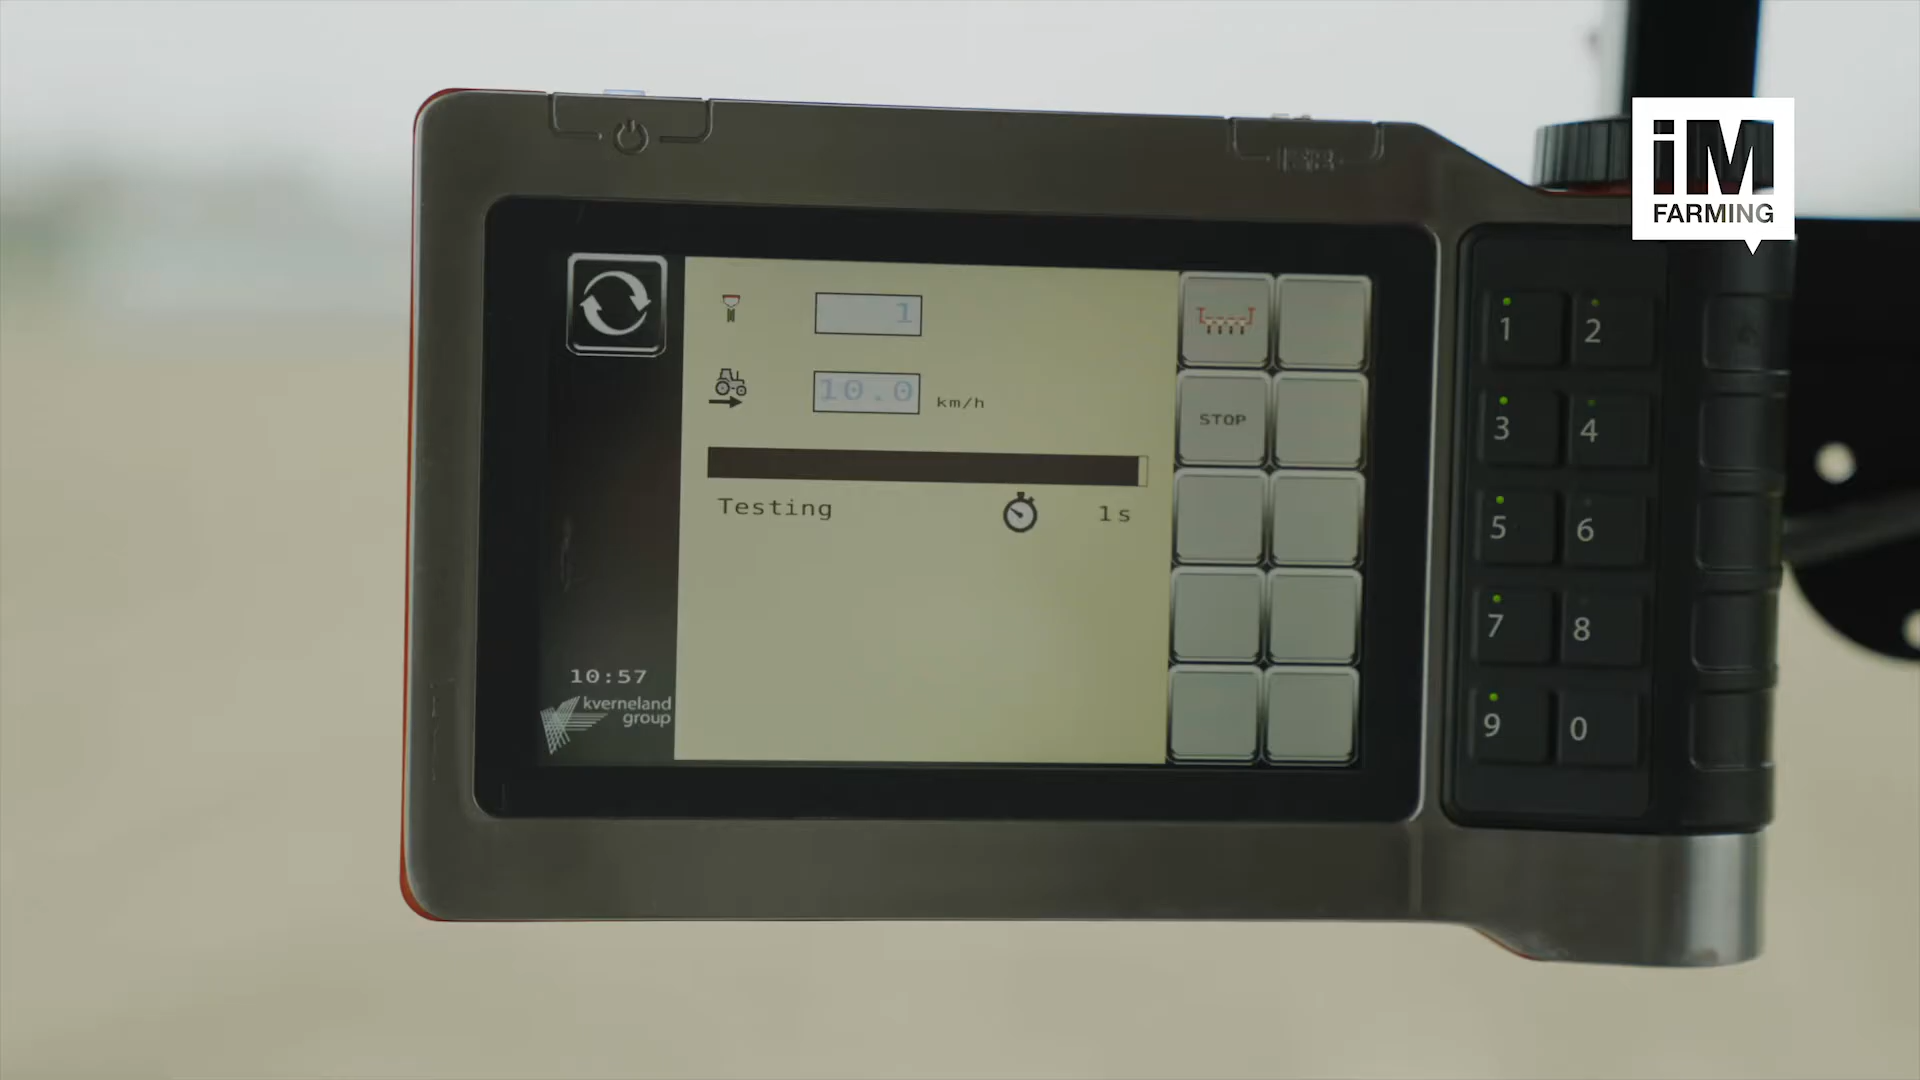 iM
FARMING
1
10.0 km/h
STOP
Testing 1s
10:57
kverneland
group
1 2
3 4
5 6
7 8
9 0